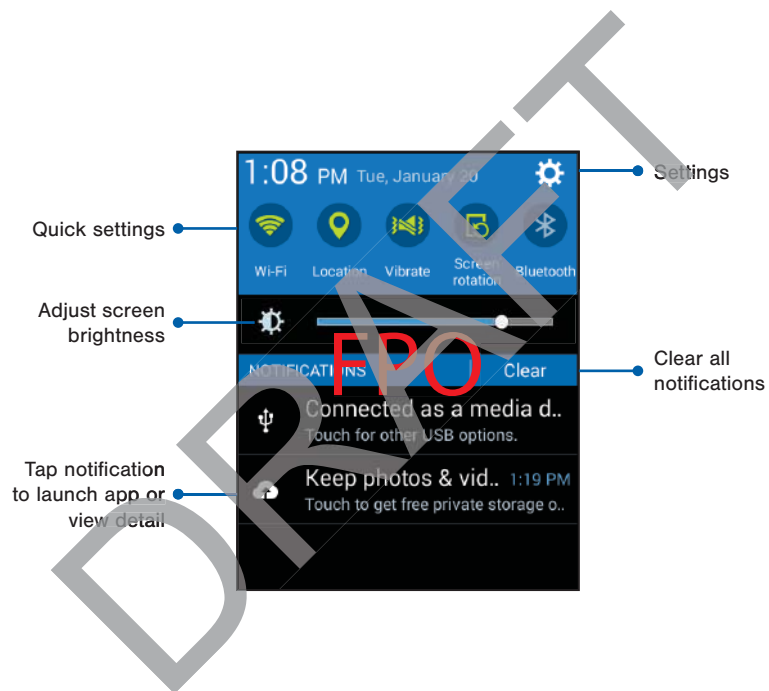 1:08 PM Tue, January 20
Settings
Quick settings
Wi-Fi
Location
Vibrate
Screen
rotation
Bluetooth
Adjust screen
brightness
FPO
NOTIFICATIONS
Clear
Clear all
notifications
Connected as a media d..
Touch for other USB options.
Tap notification
to launch app or
view detail
Keep photos & vid.. 1:19 PM
Touch to get free private storage o..
DRAFT